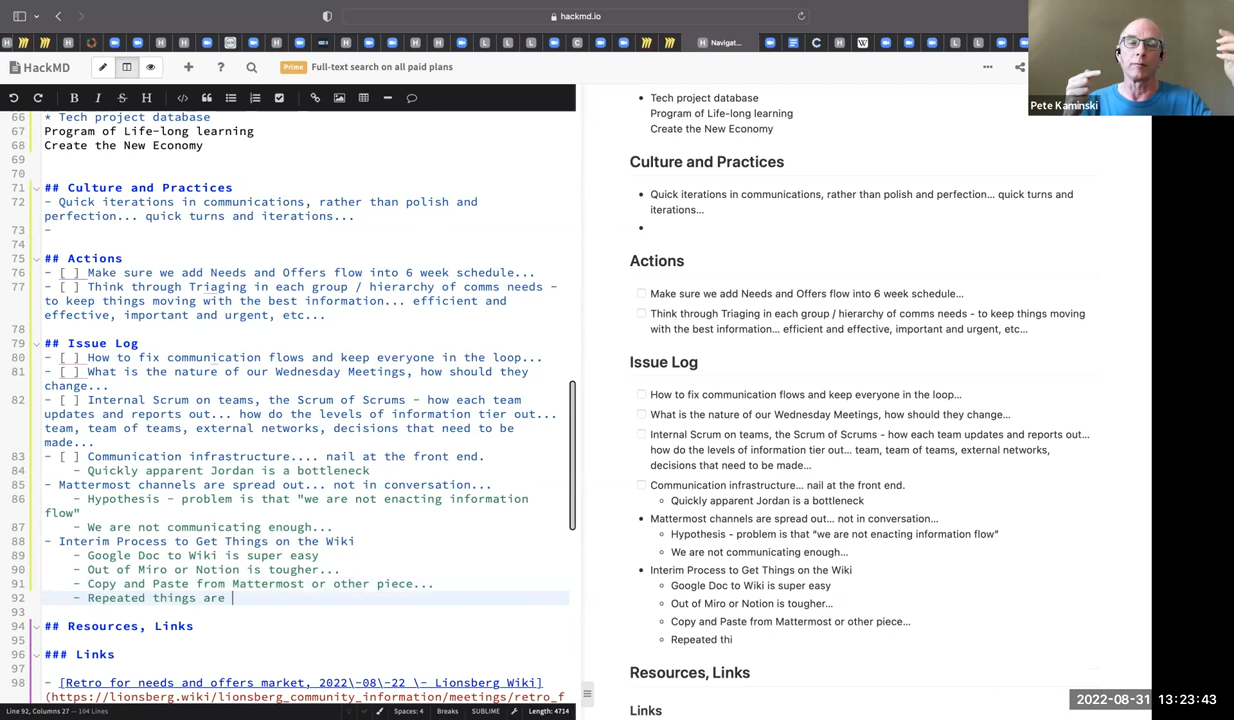 hackmd.io
Navigat...
HackMD
Prime Full-text search on all paid plans
Pete Kaminski
66 * Tech project database
67 Program of Life-long learning
68 Create the New Economy
69
70
71 ## Culture and Practices
72 - Quick iterations in communications, rather than polish and
perfection... quick turns and iterations...
73 -
74
75 ## Actions
76 - [ ] Make sure we add Needs and Offers flow into 6 week schedule...
77 - [ ] Think through Triaging in each group / hierarchy of comms needs -
to keep things moving with the best information... efficient and
effective, important and urgent, etc...
78
79 ## Issue Log
80 - [ ] How to fix communication flows and keep everyone in the loop...
81 - [ ] What is the nature of our Wednesday Meetings, how should they
change...
82 - [ ] Internal Scrum on teams, the Scrum of Scrums - how each team
updates and reports out... how do the levels of information tier out...
team, team of teams, external networks, decisions that need to be
made...
83 - [ ] Communication infrastructure.... nail at the front end.
84 - Quickly apparent Jordan is a bottleneck
85 - Mattermost channels are spread out... not in conversation...
86 - Hypothesis - problem is that "we are not enacting information
flow"
87 - We are not communicating enough...
88 - Interim Process to Get Things on the Wiki
89 - Google Doc to Wiki is super easy
90 - Out of Miro or Notion is tougher...
91 - Copy and Paste from Mattermost or other piece...
92 - Repeated things are
93
94 ## Resources, Links
95
96 ### Links
97
98 - [Retro for needs and offers market, 2022\-08\-22 \- Lionsberg Wiki]
(https://lionsberg.wiki/lionsberg_community_information/meetings/retro_f
Line 92, Columns 27 — 104 Lines
Spaces: 4
Breaks
SUBLIME
Length: 4714
• Tech project database
Program of Life-long learning
Create the New Economy
Culture and Practices
• Quick iterations in communications, rather than polish and perfection... quick turns and
iterations...
•
Actions
Make sure we add Needs and Offers flow into 6 week schedule...
Think through Triaging in each group / hierarchy of comms needs - to keep things moving
with the best information... efficient and effective, important and urgent, etc...
Issue Log
How to fix communication flows and keep everyone in the loop...
What is the nature of our Wednesday Meetings, how should they change...
Internal Scrum on teams, the Scrum of Scrums - how each team updates and reports out...
how do the levels of information tier out... team, team of teams, external networks,
decisions that need to be made...
Communication infrastructure... nail at the front end.
Quickly apparent Jordan is a bottleneck
• Mattermost channels are spread out... not in conversation...
Hypothesis - problem is that “we are not enacting information flow”
We are not communicating enough...
• Interim Process to Get Things on the Wiki
Google Doc to Wiki is super easy
Out of Miro or Notion is tougher...
Copy and Paste from Mattermost or other piece...
Repeated thi
Resources, Links
Links
2022-08-31 13:23:43